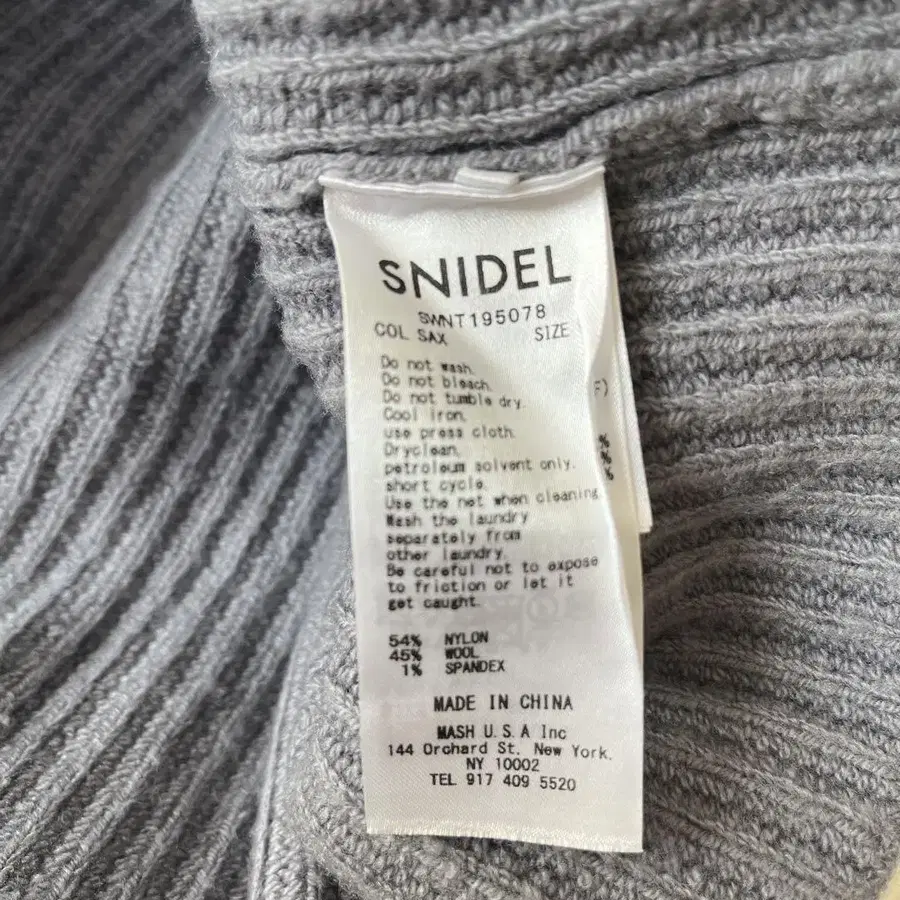 SNIDEL
SWNT195078
COL SAX SIZE
Do not wash.
Do not bleach.
Do not tumble dry.
Cool iron.
use press cloth.
Dryclean,
petroleum solvent only.
short cycle.
Use the net when cleaning
Wash the laundry
separately from
other laundry.
Be careful not to expose
to friction or let it
get caught.
54% NYLON
45% WOOL
1% SPANDEX
MADE IN CHINA
MASH U.S.A Inc
144 Orchard St. New York.
NY 10002
TEL 917 409 5520
F)
%
%
%